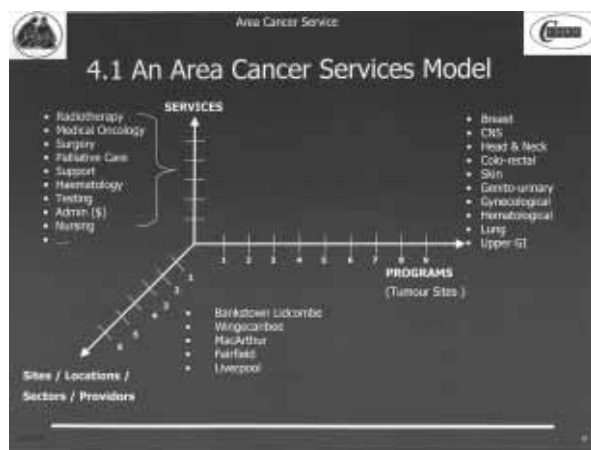 Area Cancer Service
4.1 An Area Cancer Services Model
SERVICES
• Radiotherapy
• Medical Oncology
• Surgery
• Palliative Care
• Support
• Haematology
• Testing
• Admin ($)
• Nursing
• ...
• Breast
• CNS
• Head & Neck
• Colo-rectal
• Skin
• Genito-urinary
• Gynecological
• Hematological
• Lung
• Upper GI
1 2 3 4 5 6 7 8 9
PROGRAMS
(Tumour Sites )
1
2
3
4
5
6
• Bankstown Lidcombe
• Wingecaribee
• MacArthur
• Fairfield
• Liverpool
Sites / Locations /
Sectors / Providors